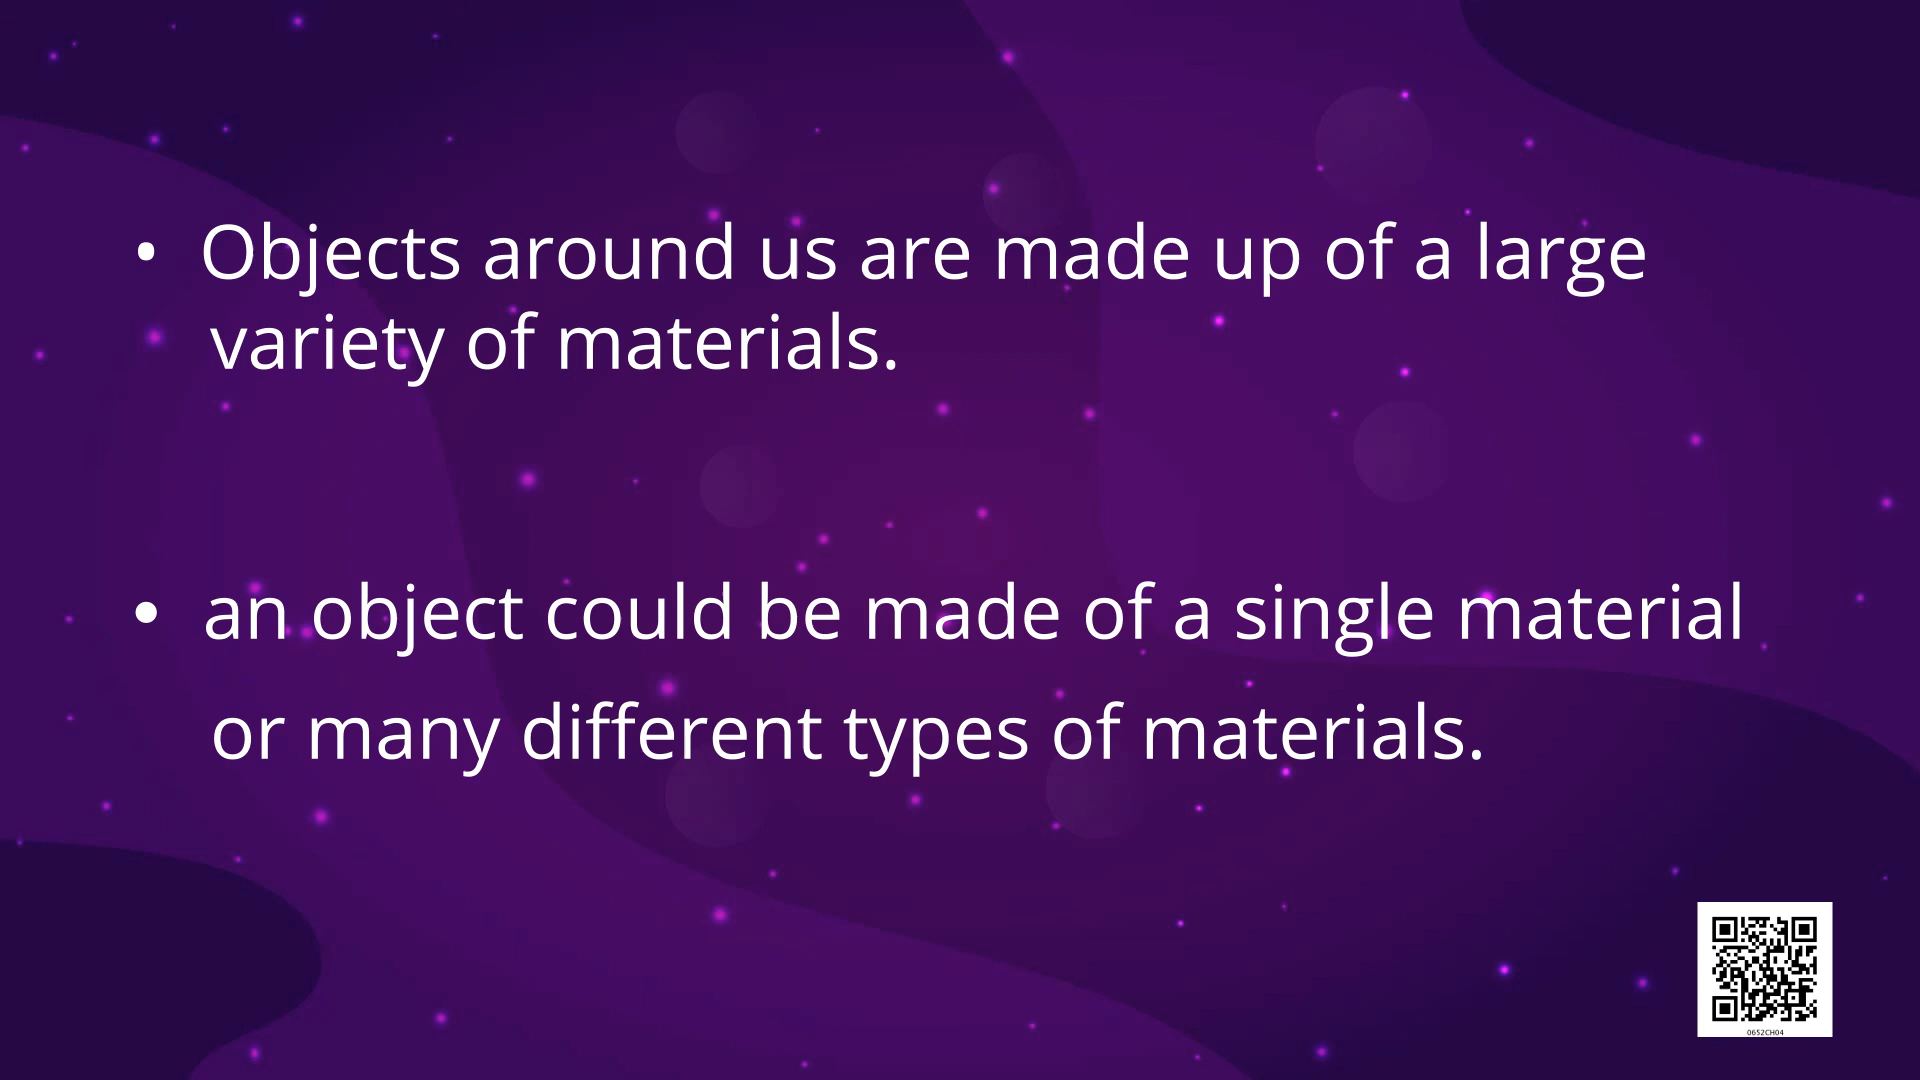 • Objects around us are made up of a large
variety of materials.
• an object could be made of a single material
or many different types of materials.
0652CH04